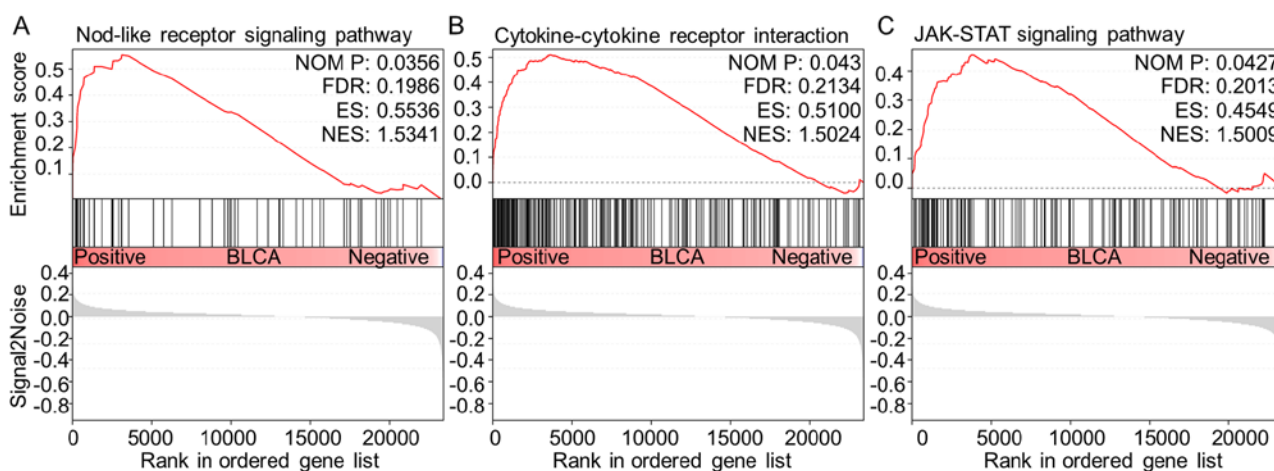 A
Nod-like receptor signaling pathway
NOM P: 0.0356
FDR: 0.1986
ES: 0.5536
NES: 1.5341
Enrichment score
0.5
0.4
0.3
0.2
0.1
Positive BLCA Negative
Signal2Noise
0.4
0.2
0.0
-0.2
-0.4
-0.6
-0.8
0 5000 10000 15000 20000
Rank in ordered gene list
B
Cytokine-cytokine receptor interaction
NOM P: 0.043
FDR: 0.2134
ES: 0.5100
NES: 1.5024
0.5
0.4
0.3
0.2
0.1
0.0
Positive BLCA Negative
0.4
0.2
0.0
-0.2
-0.4
-0.6
-0.8
0 5000 10000 15000 20000
Rank in ordered gene list
C
JAK-STAT signaling pathway
NOM P: 0.0427
FDR: 0.2013
ES: 0.4549
NES: 1.5009
0.4
0.3
0.2
0.1
0.0
Positive BLCA Negative
0.4
0.2
0.0
-0.2
-0.4
-0.6
-0.8
0 5000 10000 15000 20000
Rank in ordered gene list